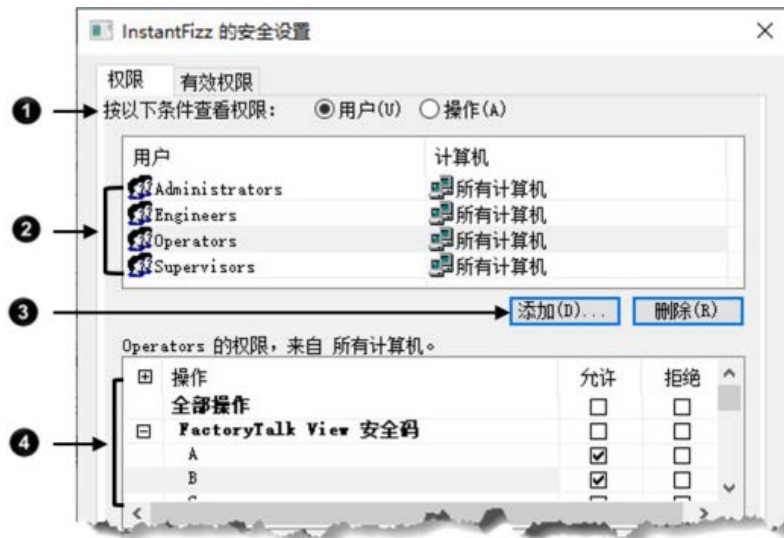 InstantFizz 的安全设置
权限 有效权限
1 按以下条件查看权限： 用户(U) 操作(A)
用户 计算机
Administrators 所有计算机
Engineers 所有计算机
2
Operators 所有计算机
Supervisors 所有计算机
3 添加(D)... 删除(R)
Operators 的权限，来自 所有计算机。
操作 允许 拒绝
全部操作
4 FactoryTalk View 安全码
A
B